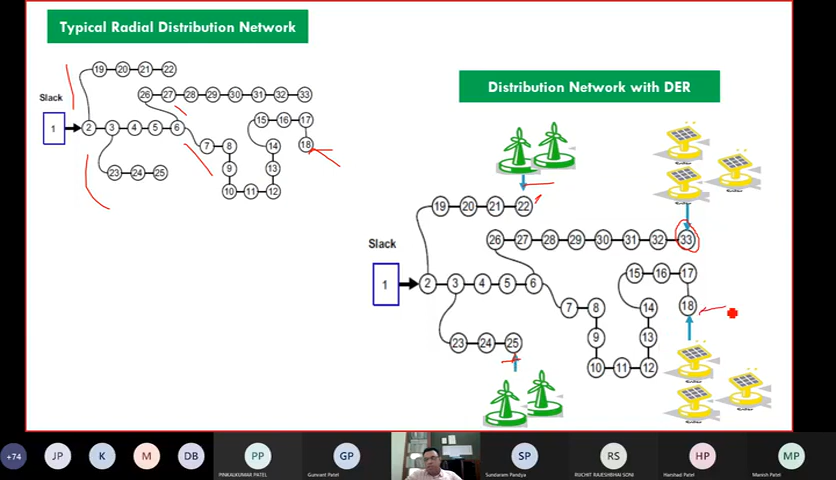 Typical Radial Distribution Network
19 20 21 22
26 27 28 29 30 31 32 33
Slack
15 16 17
1 2 3 4 5 6
7 8 14 18
9 13
23 24 25
10 11 12
Distribution Network with DER
19 20 21 22
26 27 28 29 30 31 32 33
Slack
15 16 17
1 2 3 4 5 6
7 8 14 18
9 13
23 24 25
10 11 12
+74 JP K M DB PP GP SP RS HP MP
PINKALKUMAR PATEL Gunvant Patel Sundaram Pandya RUCHIT RAJESHBHAI SONI Harshad Patel Manish Patel